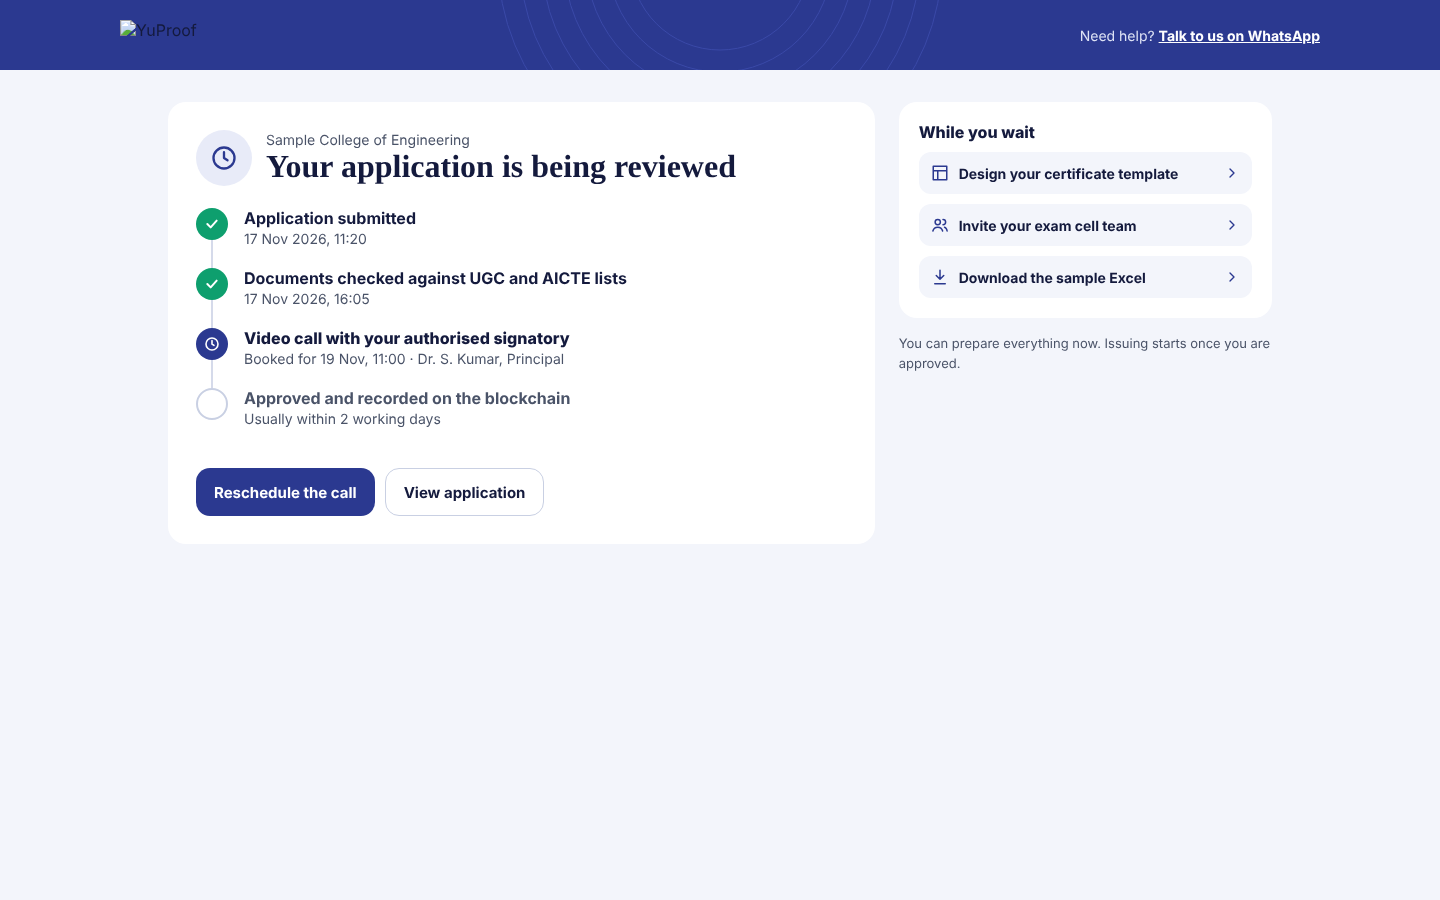 YuProof
Need help? Talk to us on WhatsApp
Sample College of Engineering
Your application is being reviewed
Application submitted
17 Nov 2026, 11:20
Documents checked against UGC and AICTE lists
17 Nov 2026, 16:05
Video call with your authorised signatory
Booked for 19 Nov, 11:00 · Dr. S. Kumar, Principal
Approved and recorded on the blockchain
Usually within 2 working days
Reschedule the call
View application
While you wait
Design your certificate template
Invite your exam cell team
Download the sample Excel
You can prepare everything now. Issuing starts once you are
approved.